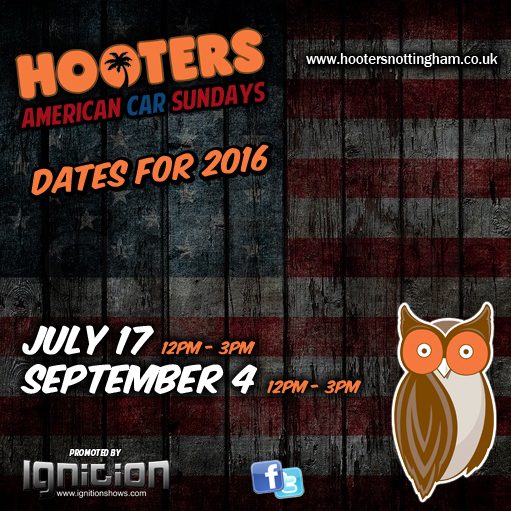 HOOTERS
www.hootersnottingham.co.uk
AMERICAN CAR SUNDAYS
DATES FOR 2016
JULY 17 12PM - 3PM
SEPTEMBER 4 12PM - 3PM
PROMOTED BY
Ignition
www.ignitionshows.com
f t